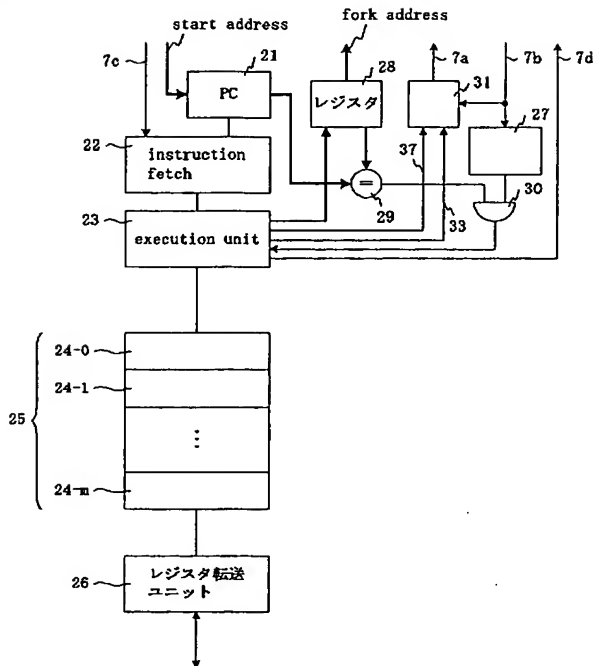 fork address
start address
7c
21
28
7a
7b
7d
31
PC
レジスタ
27
22
instruction
fetch
37
=
29
30
23
execution unit
33
24-0
24-1
25
⋮
24-m
26
レジスタ転送
ユニット